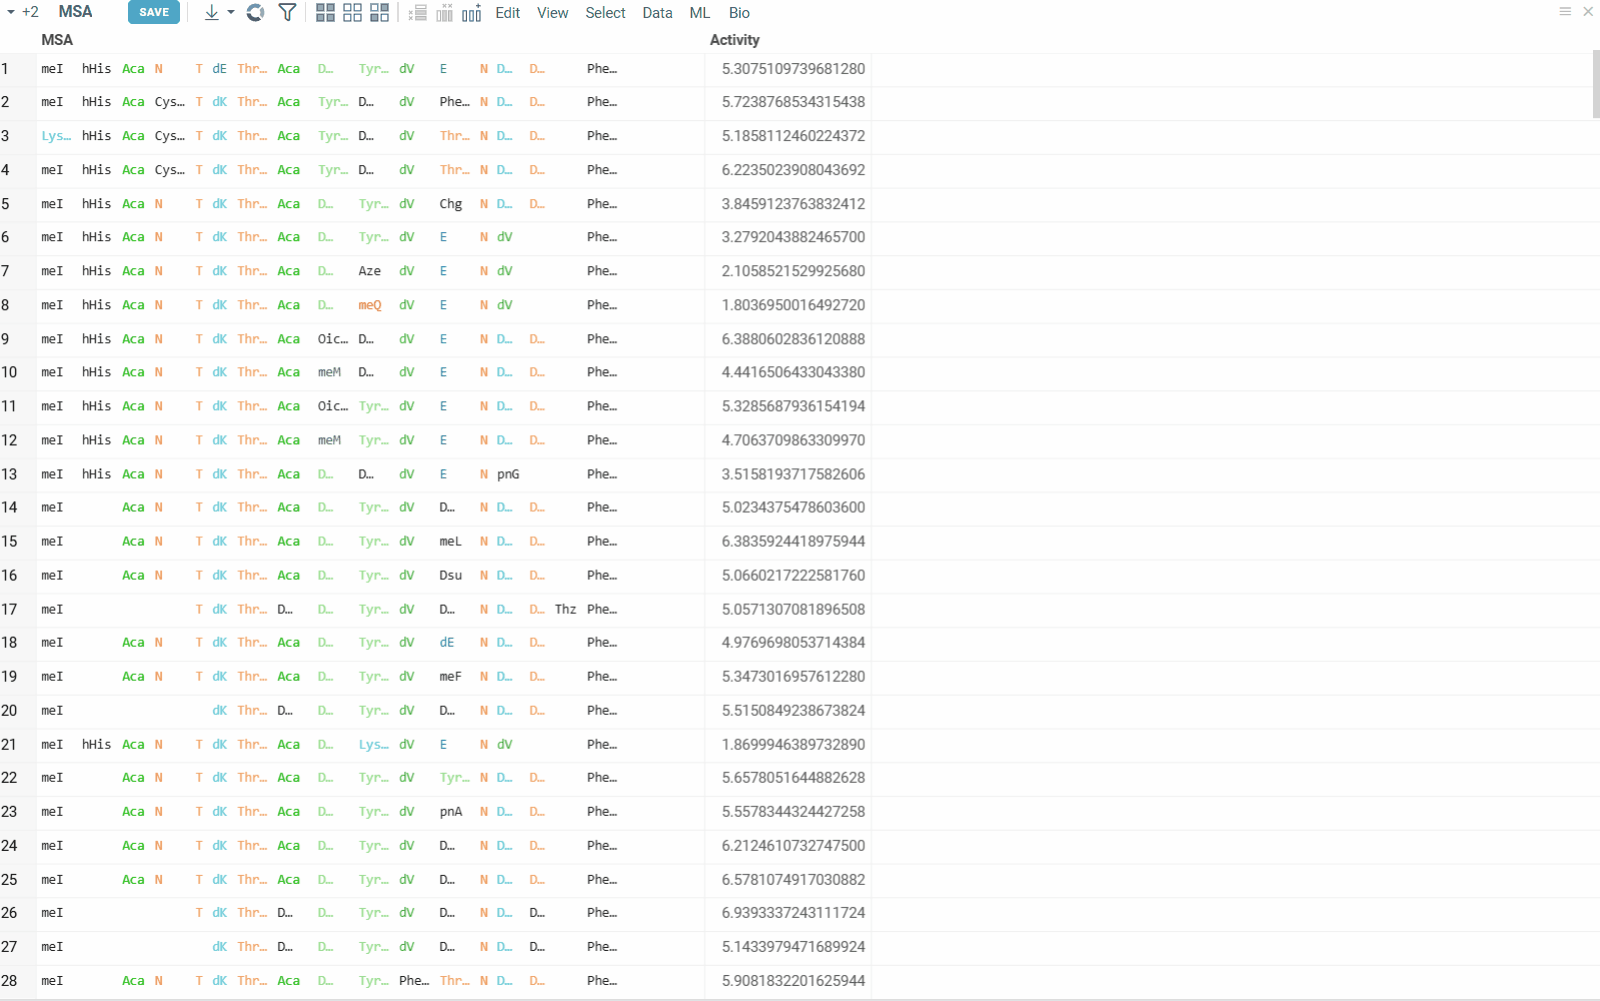 +2 MSA SAVE Edit View Select Data ML Bio
MSA Activity
1 meI hHis Aca N T dE Thr… Aca D… Tyr… dV E N D… D… Phe… 5.3075109739681280
2 meI hHis Aca Cys… T dK Thr… Aca Tyr… D… dV Phe… N D… D… Phe… 5.7238768534315438
3 Lys… hHis Aca Cys… T dK Thr… Aca Tyr… D… dV Thr… N D… D… Phe… 5.1858112460224372
4 meI hHis Aca Cys… T dK Thr… Aca Tyr… D… dV Thr… N D… D… Phe… 6.2235023908043692
5 meI hHis Aca N T dK Thr… Aca D… Tyr… dV Chg N D… D… Phe… 3.8459123763832412
6 meI hHis Aca N T dK Thr… Aca D… Tyr… dV E N dV Phe… 3.2792043882465700
7 meI hHis Aca N T dK Thr… Aca D… Aze dV E N dV Phe… 2.1058521529925680
8 meI hHis Aca N T dK Thr… Aca D… meQ dV E N dV Phe… 1.8036950016492720
9 meI hHis Aca N T dK Thr… Aca Oic… D… dV E N D… D… Phe… 6.3880602836120888
10 meI hHis Aca N T dK Thr… Aca meM D… dV E N D… D… Phe… 4.4416506433043380
11 meI hHis Aca N T dK Thr… Aca Oic… Tyr… dV E N D… D… Phe… 5.3285687936154194
12 meI hHis Aca N T dK Thr… Aca meM Tyr… dV E N D… D… Phe… 4.7063709863309970
13 meI hHis Aca N T dK Thr… Aca D… D… dV E N pnG Phe… 3.5158193717582606
14 meI Aca N T dK Thr… Aca D… Tyr… dV D… N D… D… Phe… 5.0234375478603600
15 meI Aca N T dK Thr… Aca D… Tyr… dV meL N D… D… Phe… 6.3835924418975944
16 meI Aca N T dK Thr… Aca D… Tyr… dV Dsu N D… D… Phe… 5.0660217222581760
17 meI T dK Thr… D… D… Tyr… dV D… N D… D… Thz Phe… 5.0571307081896508
18 meI Aca N T dK Thr… Aca D… Tyr… dV dE N D… D… Phe… 4.9769698053714384
19 meI Aca N T dK Thr… Aca D… Tyr… dV meF N D… D… Phe… 5.3473016957612280
20 meI dK Thr… D… D… Tyr… dV D… N D… D… Phe… 5.5150849238673824
21 meI hHis Aca N T dK Thr… Aca D… Lys… dV E N dV Phe… 1.8699946389732890
22 meI Aca N T dK Thr… Aca D… Tyr… dV Tyr… N D… D… Phe… 5.6578051644882628
23 meI Aca N T dK Thr… Aca D… Tyr… dV pnA N D… D… Phe… 5.5578344324427258
24 meI Aca N T dK Thr… Aca D… Tyr… dV D… N D… D… Phe… 6.2124610732747500
25 meI Aca N T dK Thr… Aca D… Tyr… dV D… N D… D… Phe… 6.5781074917030882
26 meI T dK Thr… D… D… Tyr… dV D… N D… D… Phe… 6.9393337243111724
27 meI dK Thr… D… D… Tyr… dV D… N D… D… Phe… 5.1433979471689924
28 meI Aca N T dK Thr… Aca D… Tyr… Phe… Thr… N D… D… Phe… 5.9081832201625944